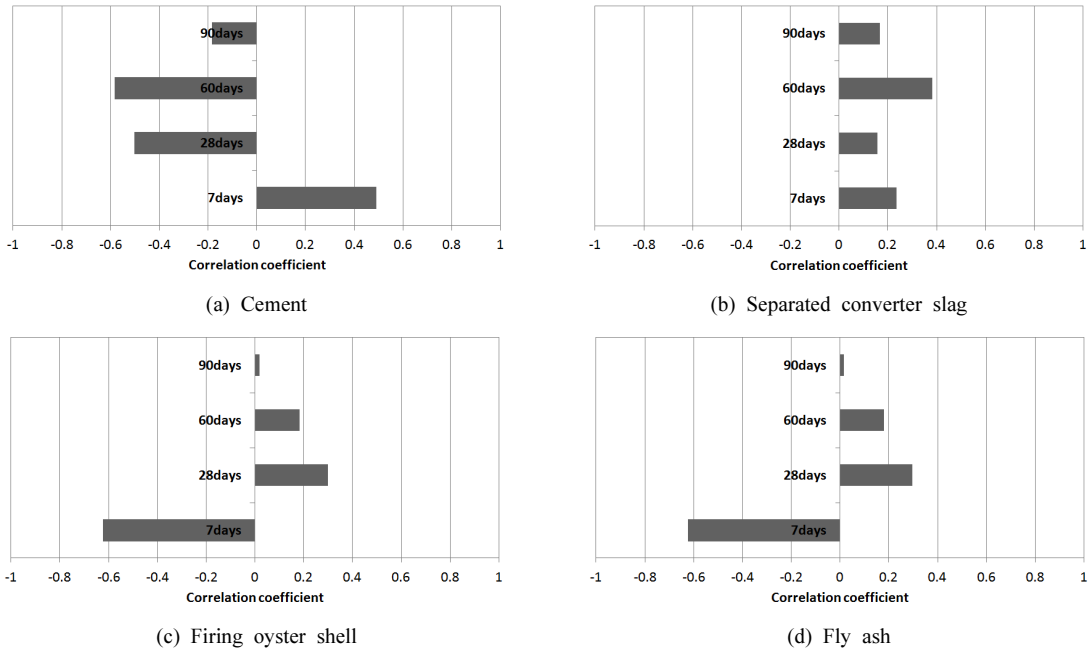 90days
60days
28days
7days
-1 -0.8 -0.6 -0.4 -0.2 0 0.2 0.4 0.6 0.8 1
Correlation coefficient
(a) Cement
90days
60days
28days
7days
-1 -0.8 -0.6 -0.4 -0.2 0 0.2 0.4 0.6 0.8 1
Correlation coefficient
(b) Separated converter slag
90days
60days
28days
7days
-1 -0.8 -0.6 -0.4 -0.2 0 0.2 0.4 0.6 0.8 1
Correlation coefficient
(c) Firing oyster shell
90days
60days
28days
7days
-1 -0.8 -0.6 -0.4 -0.2 0 0.2 0.4 0.6 0.8 1
Correlation coefficient
(d) Fly ash